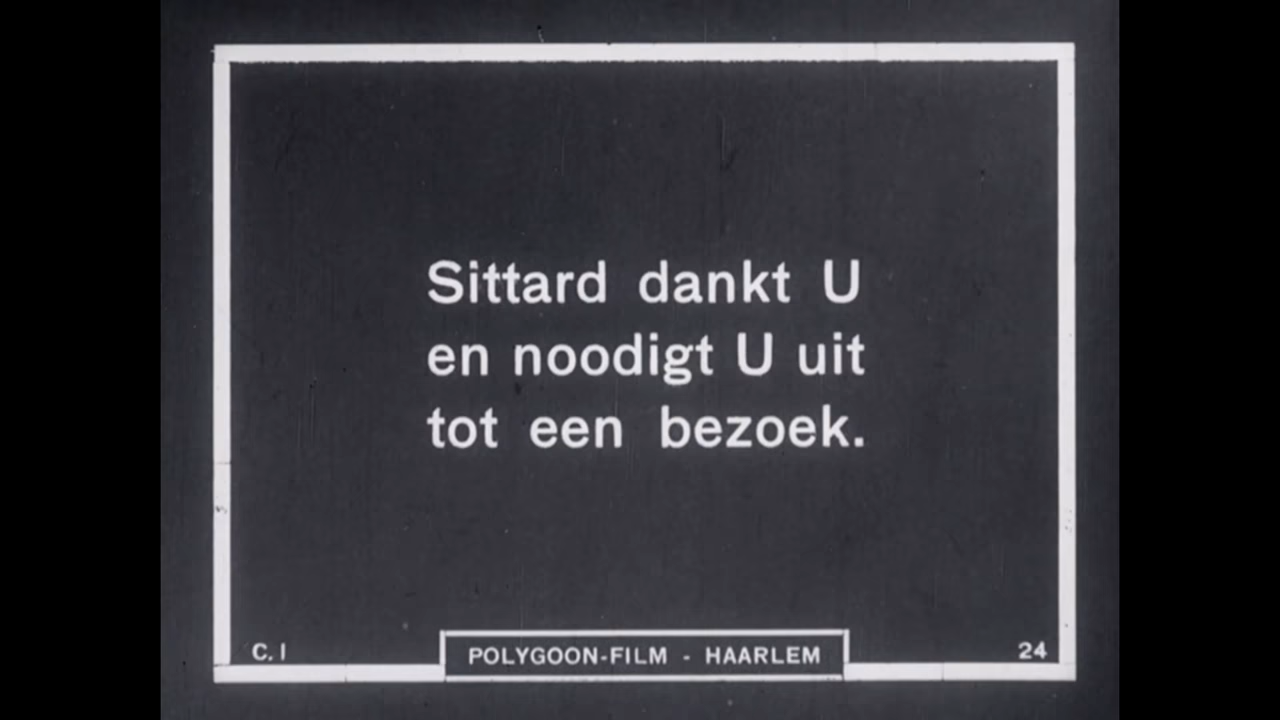 Sittard dankt U
en noodigt U uit
tot een bezoek.
C. I
POLYGOON-FILM - HAARLEM
24